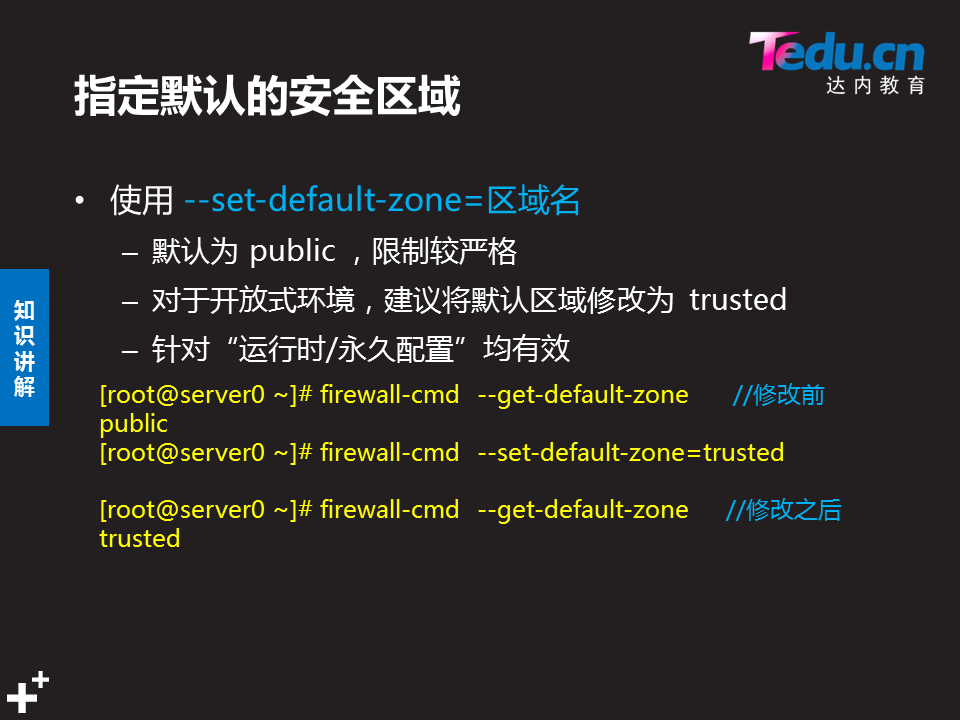 Tedu.cn
达内教育
指定默认的安全区域
• 使用 --set-default-zone=区域名
– 默认为 public ，限制较严格
– 对于开放式环境，建议将默认区域修改为 trusted
– 针对“运行时/永久配置”均有效
知识讲解
[root@server0 ~]# firewall-cmd --get-default-zone //修改前
public
[root@server0 ~]# firewall-cmd --set-default-zone=trusted
[root@server0 ~]# firewall-cmd --get-default-zone //修改之后
trusted